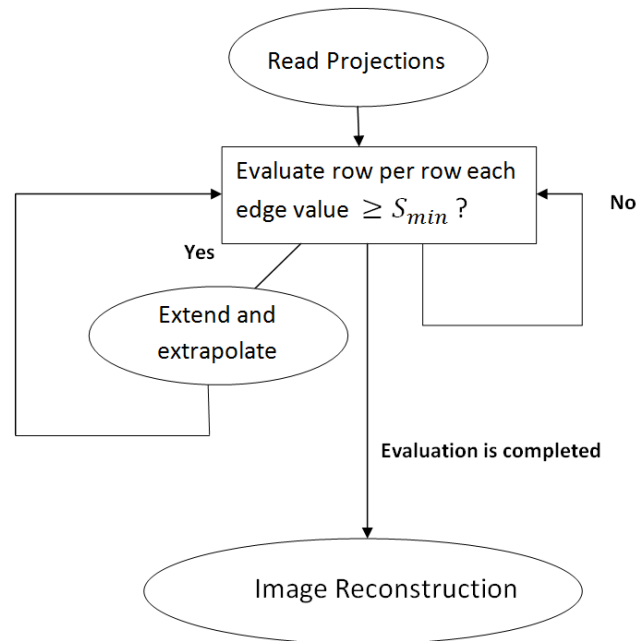 Read Projections
Evaluate row per row each
edge value ≥ S_min ?
No
Yes
Extend and
extrapolate
Evaluation is completed
Image Reconstruction